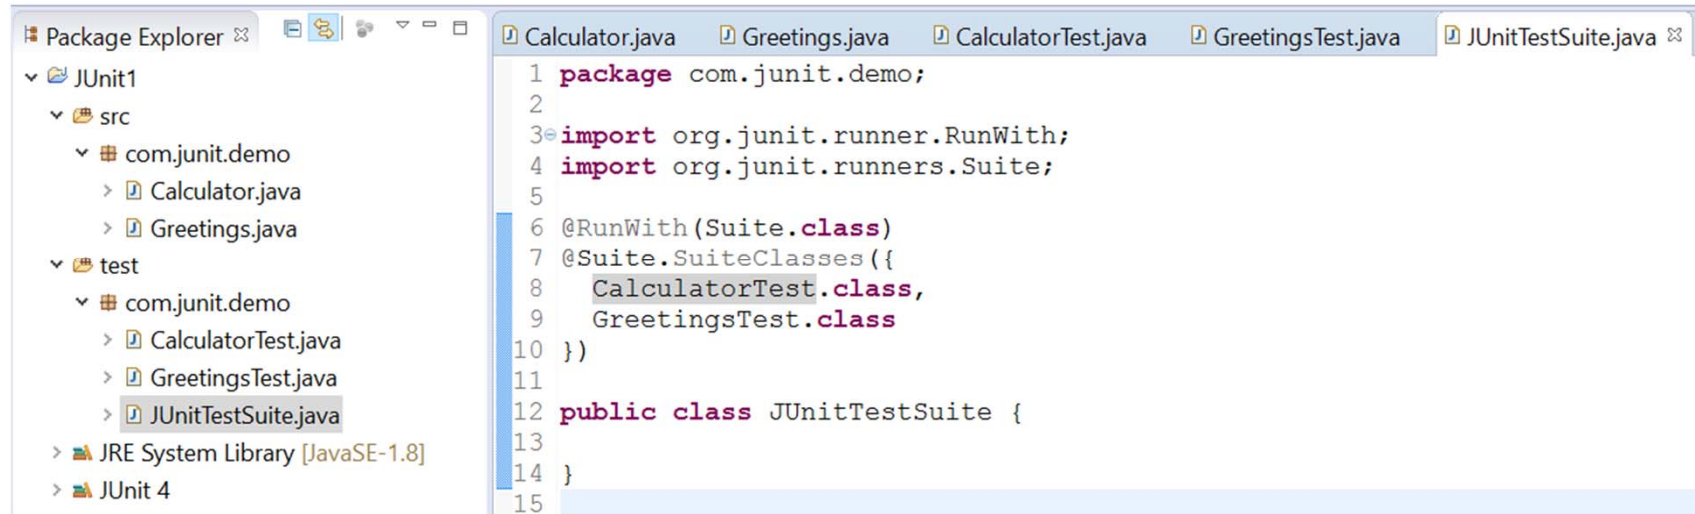 Package Explorer
JUnit1
src
com.junit.demo
Calculator.java
Greetings.java
test
com.junit.demo
CalculatorTest.java
GreetingsTest.java
JUnitTestSuite.java
JRE System Library [JavaSE-1.8]
JUnit 4
Calculator.java Greetings.java CalculatorTest.java GreetingsTest.java JUnitTestSuite.java
1 package com.junit.demo;
2
3 import org.junit.runner.RunWith;
4 import org.junit.runners.Suite;
5
6 @RunWith(Suite.class)
7 @Suite.SuiteClasses({
8 CalculatorTest.class,
9 GreetingsTest.class
10 })
11
12 public class JUnitTestSuite {
13
14 }
15